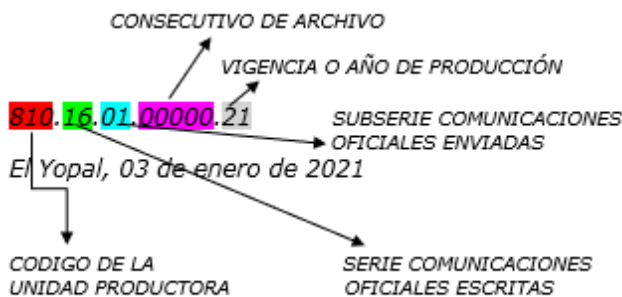 CONSECUTIVO DE ARCHIVO
VIGENCIA O AÑO DE PRODUCCIÓN
810.16.01.00000.21
SUBSERIE COMUNICACIONES
OFICIALES ENVIADAS
El Yopal, 03 de enero de 2021
CODIGO DE LA
UNIDAD PRODUCTORA
SERIE COMUNICACIONES
OFICIALES ESCRITAS